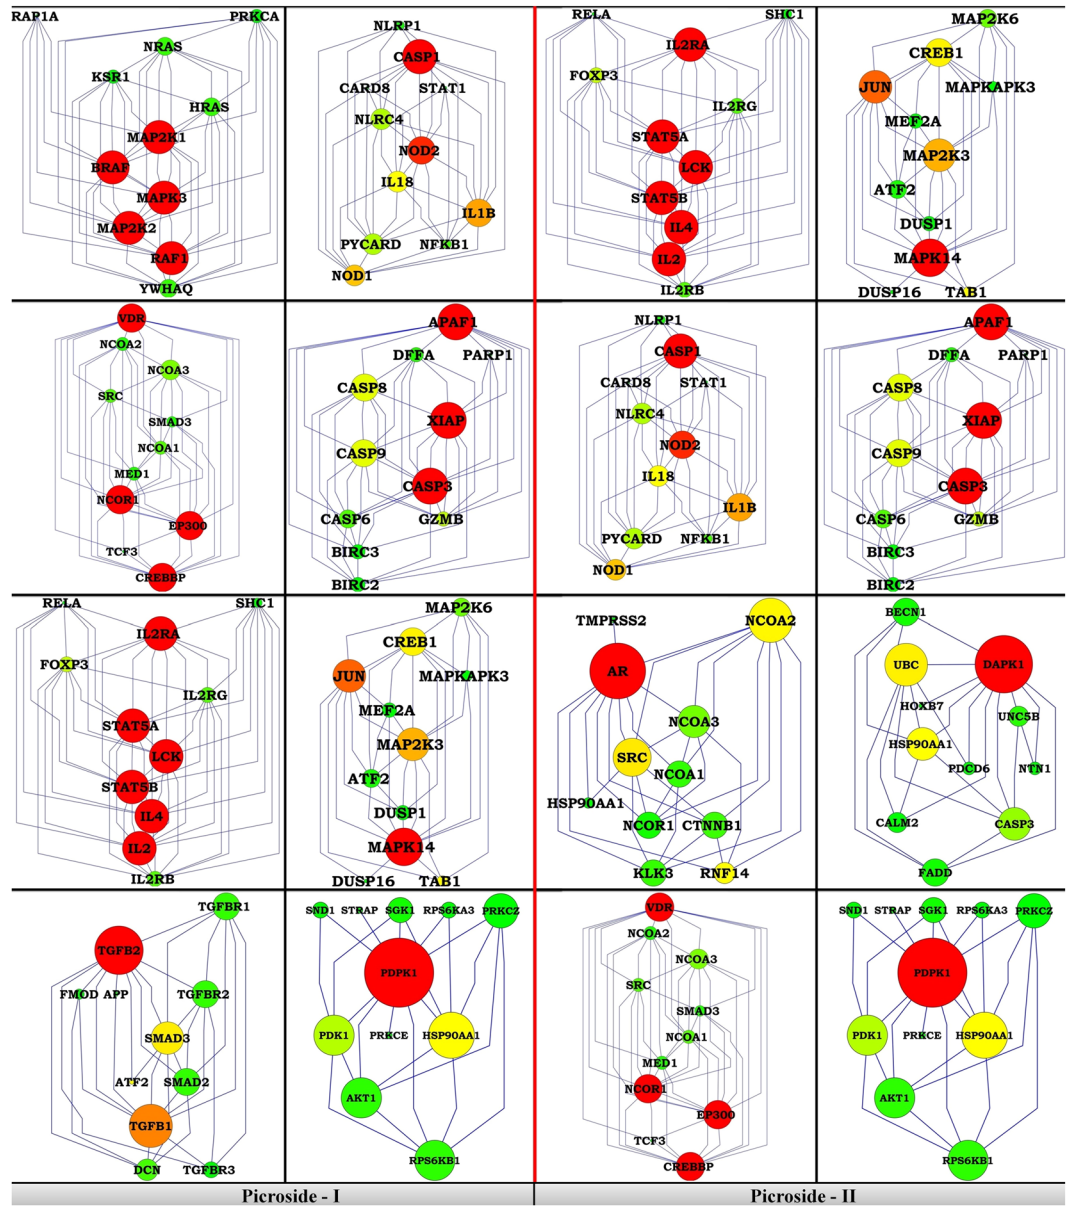 RAP1A
PRKCA
NRAS
KSR1
HRAS
MAP2K1
BRAF
MAPK3
MAP2K2
RAF1
YWHAQ
NLRP1
CASP1
CARD8 STAT1
NLRC4
NOD2
IL18
IL1B
PYCARD NFKB1
NOD1
RELA SHC1
IL2RA
FOXP3
IL2RG
STAT5A
LCK
STAT5B
IL4
IL2
IL2RB
MAP2K6
CREB1
JUN MAPKAPK3
MEF2A
MAP2K3
ATF2
DUSP1
MAPK14
DUSP16 TAB1
VDR
NCOA2
NCOA3
SRC
SMAD3
NCOA1
MED1
NCOR1
EP300
TCF3
CREBBP
APAF1
DFFA PARP1
CASP8
XIAP
CASP9
CASP3
CASP6 GZMB
BIRC3
BIRC2
NLRP1
CASP1
CARD8 STAT1
NLRC4
NOD2
IL18
IL1B
PYCARD NFKB1
NOD1
APAF1
DFFA PARP1
CASP8
XIAP
CASP9
CASP3
CASP6 GZMB
BIRC3
BIRC2
RELA SHC1
IL2RA
FOXP3
IL2RG
STAT5A
LCK
STAT5B
IL4
IL2
IL2RB
MAP2K6
CREB1
JUN MAPKAPK3
MEF2A
MAP2K3
ATF2
DUSP1
MAPK14
DUSP16 TAB1
TMPRSS2 NCOA2
AR
NCOA3
SRC
NCOA1
HSP90AA1
NCOR1 CTNNB1
KLK3 RNF14
BECN1
UBC DAPK1
HOXB7
UNC5B
HSP90AA1
PDCD6 NTN1
CALM2 CASP3
FADD
TGFBR1
TGFB2
FMOD APP TGFBR2
SMAD3
ATF2 SMAD2
TGFB1
DCN TGFBR3
SND1 STRAP SGK1 RPS6KA3 PRKCZ
PDPK1
PDK1 PRKCE HSP90AA1
AKT1
RPS6KB1
VDR
NCOA2
NCOA3
SRC
SMAD3
NCOA1
MED1
NCOR1
EP300
TCF3
CREBBP
SND1 STRAP SGK1 RPS6KA3 PRKCZ
PDPK1
PDK1 PRKCE HSP90AA1
AKT1
RPS6KB1
Picroside - I Picroside - II